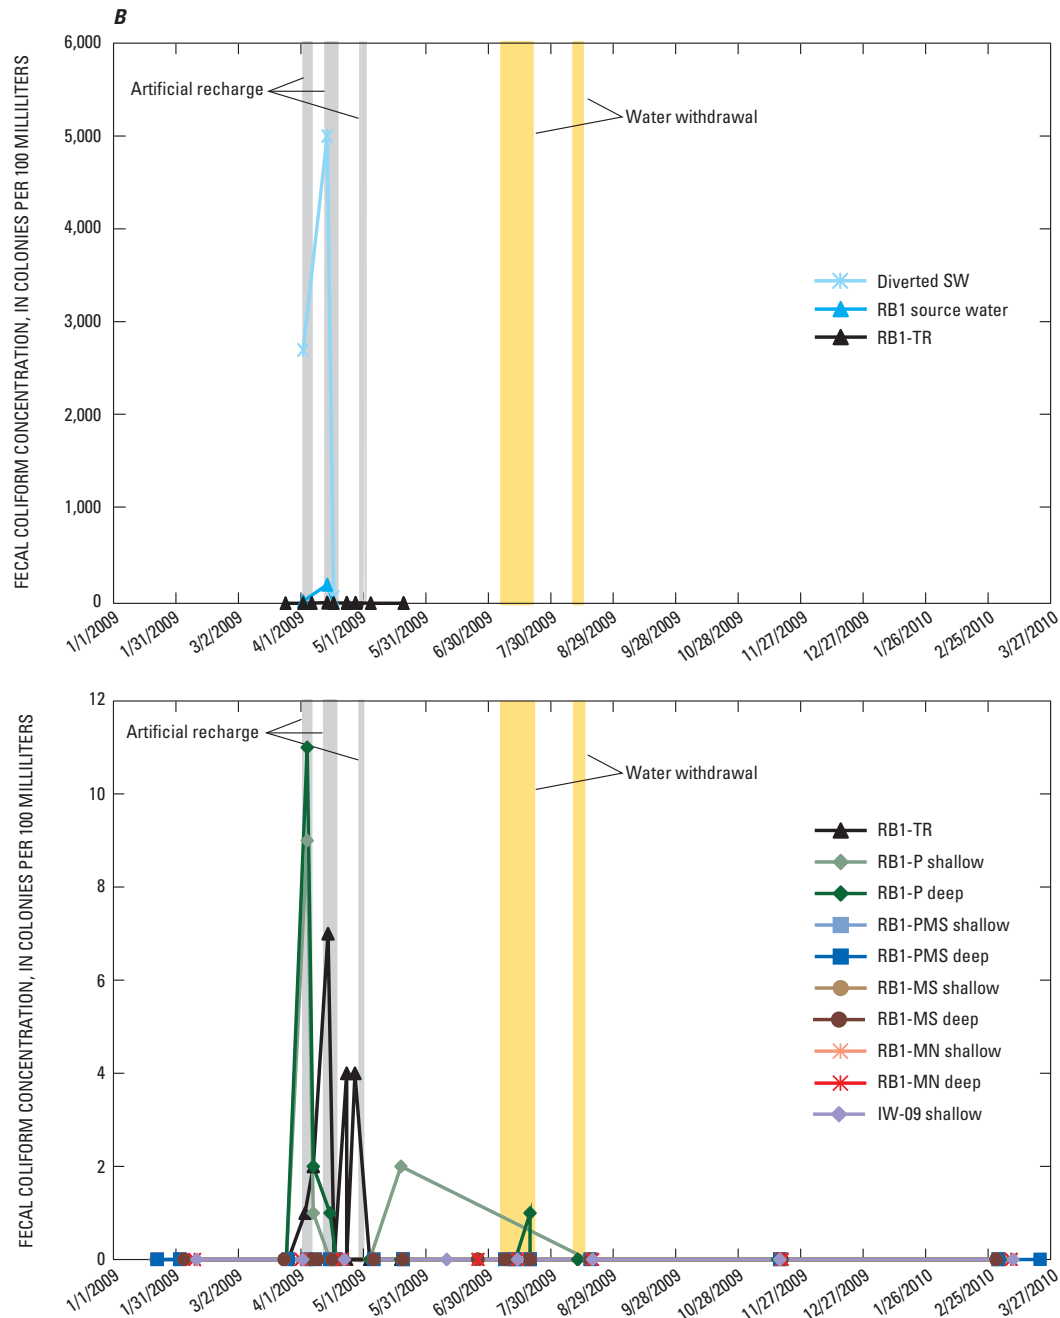 B
FECAL COLIFORM CONCENTRATION, IN COLONIES PER 100 MILLILITERS
6,000
5,000
4,000
3,000
2,000
1,000
0
Artificial recharge
Water withdrawal
Diverted SW
RB1 source water
RB1-TR
1/1/2009
1/31/2009
3/2/2009
4/1/2009
5/1/2009
5/31/2009
6/30/2009
7/30/2009
8/29/2009
9/28/2009
10/28/2009
11/27/2009
12/27/2009
1/26/2010
2/25/2010
3/27/2010
FECAL COLIFORM CONCENTRATION, IN COLONIES PER 100 MILLILITERS
12
10
8
6
4
2
0
Artificial recharge
Water withdrawal
RB1-TR
RB1-P shallow
RB1-P deep
RB1-PMS shallow
RB1-PMS deep
RB1-MS shallow
RB1-MS deep
RB1-MN shallow
RB1-MN deep
IW-09 shallow
1/1/2009
1/31/2009
3/2/2009
4/1/2009
5/1/2009
5/31/2009
6/30/2009
7/30/2009
8/29/2009
9/28/2009
10/28/2009
11/27/2009
12/27/2009
1/26/2010
2/25/2010
3/27/2010